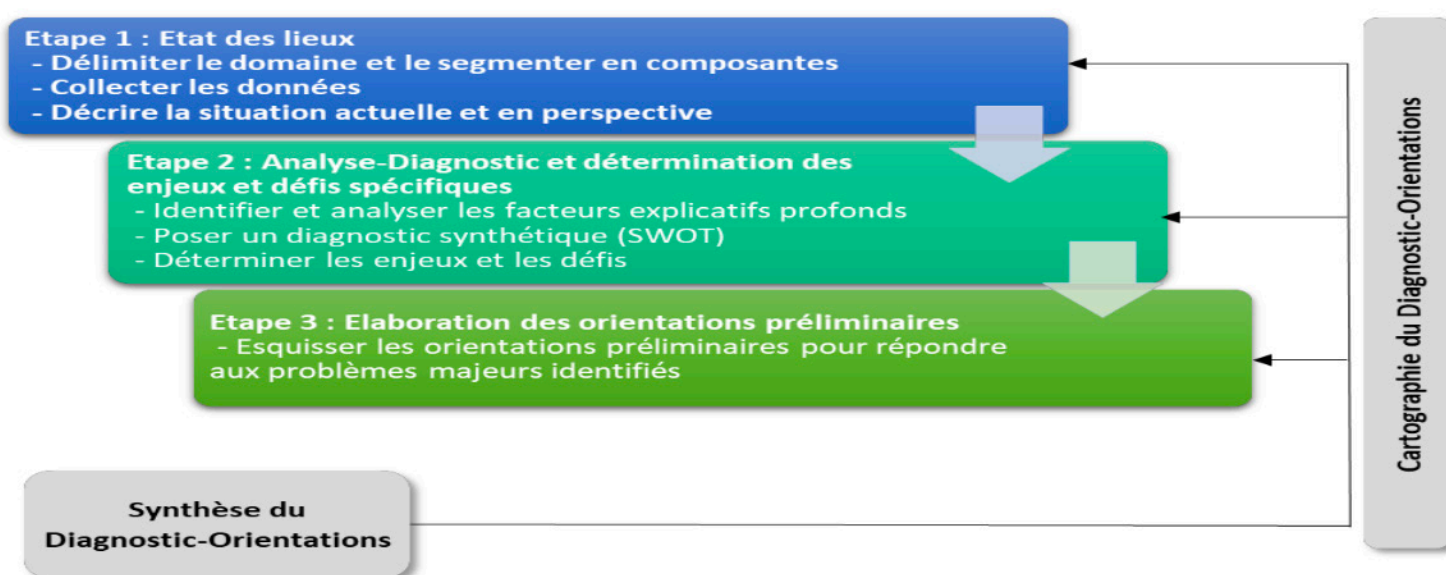 Etape 1 : Etat des lieux
- Délimiter le domaine et le segmenter en composantes
- Collecter les données
- Décrire la situation actuelle et en perspective
Etape 2 : Analyse-Diagnostic et détermination des
enjeux et défis spécifiques
- Identifier et analyser les facteurs explicatifs profonds
- Poser un diagnostic synthétique (SWOT)
- Déterminer les enjeux et les défis
Etape 3 : Elaboration des orientations préliminaires
- Esquisser les orientations préliminaires pour répondre
aux problèmes majeurs identifiés
Synthèse du
Diagnostic-Orientations
Cartographie du Diagnostic-Orientations